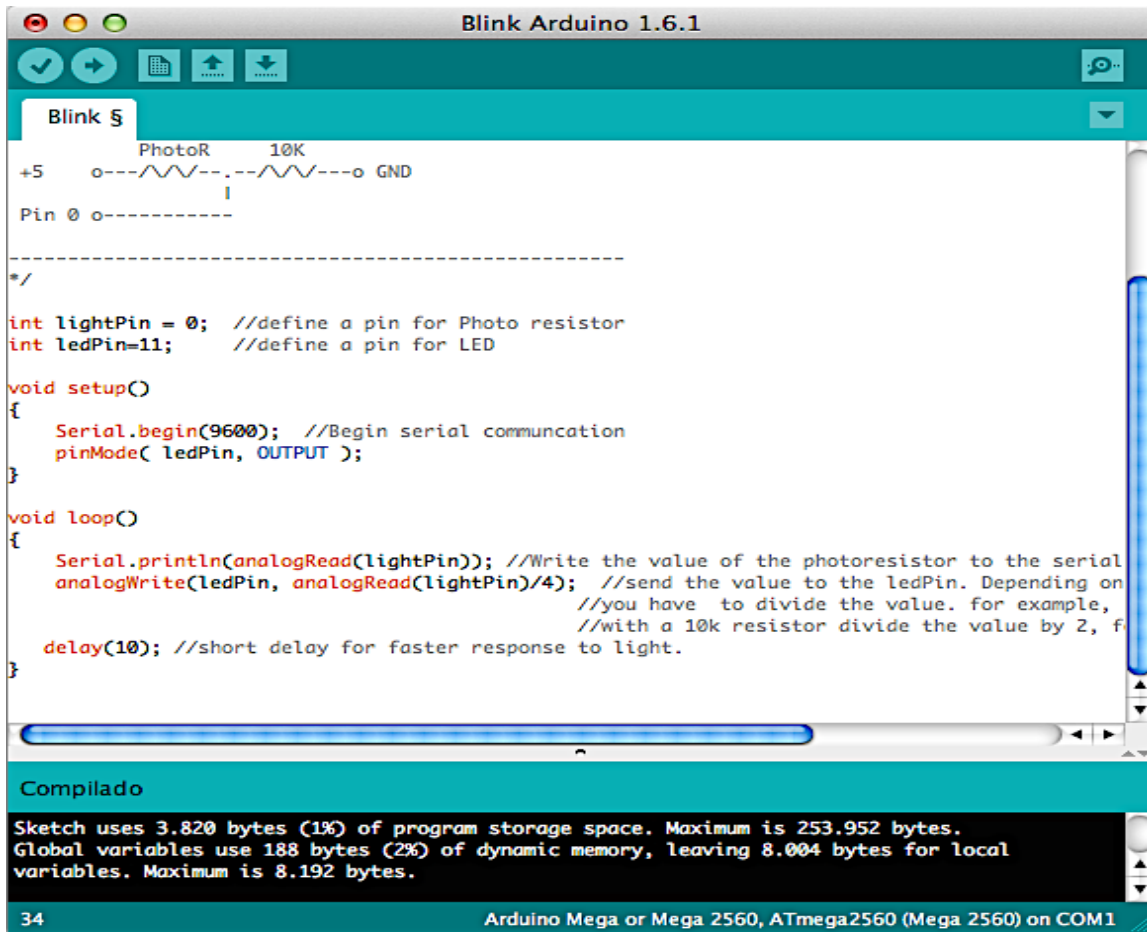 Blink Arduino 1.6.1
Blink §
PhotoR 10K
+5 o---/\/\/--.--/\/\/---o GND
|
Pin 0 o-----------
----------------------------------------------------
*/
int lightPin = 0; //define a pin for Photo resistor
int ledPin=11; //define a pin for LED
void setup()
{
Serial.begin(9600); //Begin serial communcation
pinMode( ledPin, OUTPUT );
}
void loop()
{
Serial.println(analogRead(lightPin)); //Write the value of the photoresistor to the serial
analogWrite(ledPin, analogRead(lightPin)/4); //send the value to the ledPin. Depending on
//you have to divide the value. for example,
//with a 10k resistor divide the value by 2, f
delay(10); //short delay for faster response to light.
}
Compilado
Sketch uses 3.820 bytes (1%) of program storage space. Maximum is 253.952 bytes.
Global variables use 188 bytes (2%) of dynamic memory, leaving 8.004 bytes for local
variables. Maximum is 8.192 bytes.
34 Arduino Mega or Mega 2560, ATmega2560 (Mega 2560) on COM1